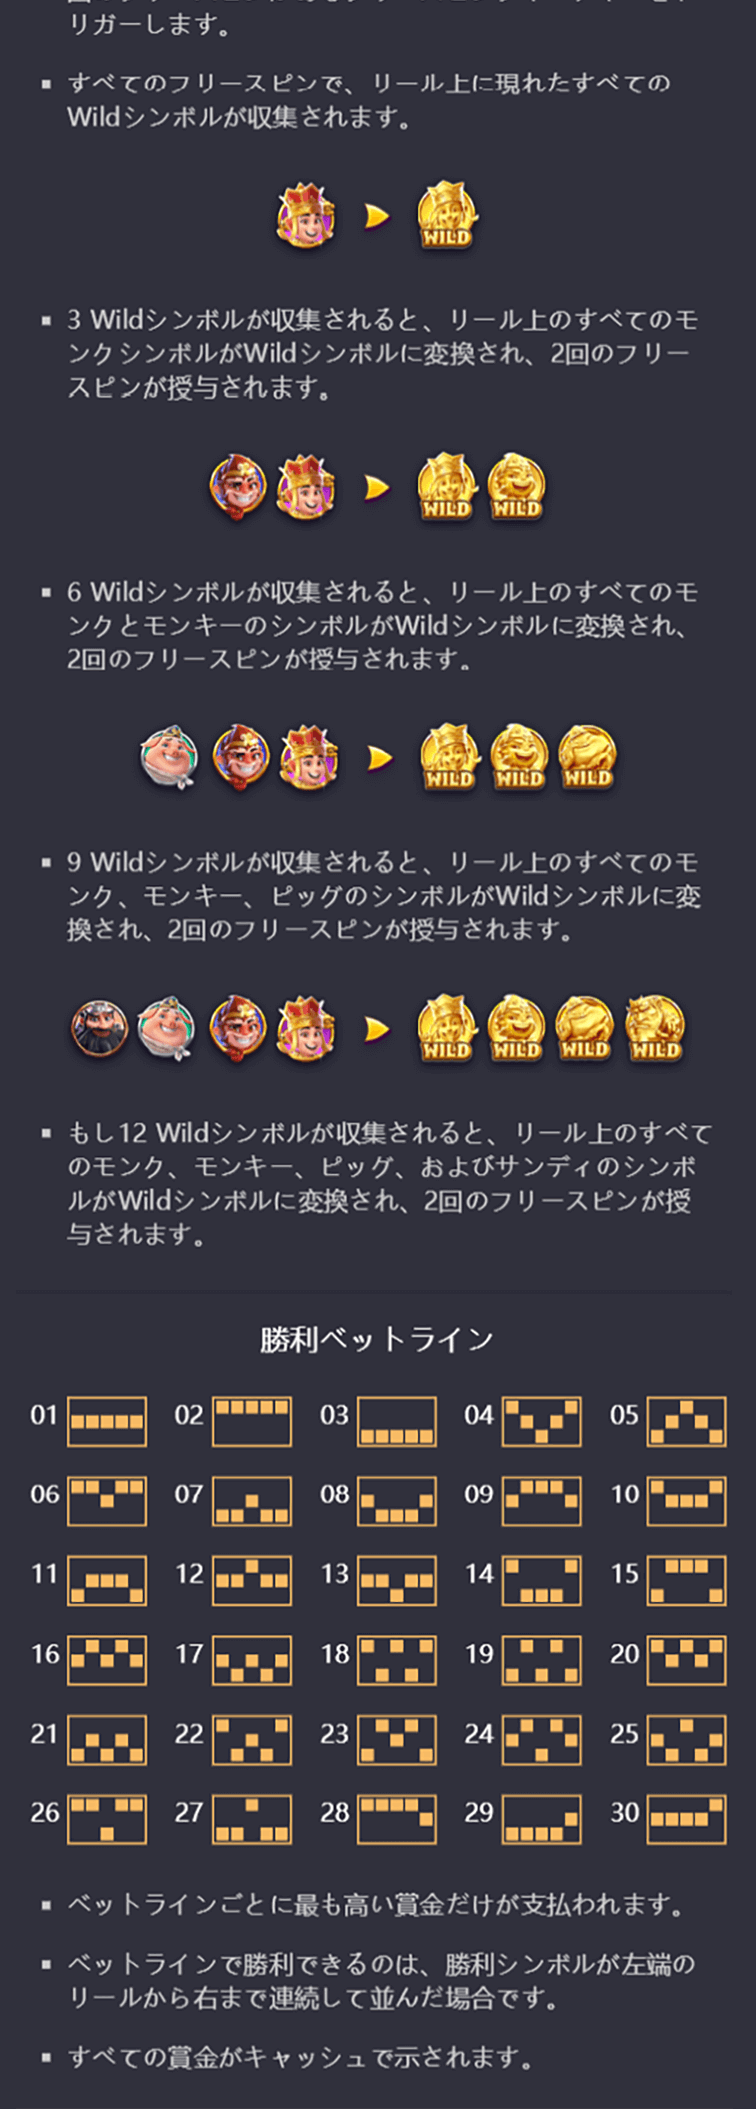 リガーします。
▪ すべてのフリースピンで、リール上に現れたすべての
Wildシンボルが収集されます。
WILD
▪ 3 Wildシンボルが収集されると、リール上のすべてのモ
ンクシンボルがWildシンボルに変換され、2回のフリー
スピンが授与されます。
WILD WILD
▪ 6 Wildシンボルが収集されると、リール上のすべてのモ
ンクとモンキーのシンボルがWildシンボルに変換され、
2回のフリースピンが授与されます。
WILD WILD WILD
▪ 9 Wildシンボルが収集されると、リール上のすべてのモ
ンク、モンキー、ピッグのシンボルがWildシンボルに変
換され、2回のフリースピンが授与されます。
WILD WILD WILD WILD
▪ もし12 Wildシンボルが収集されると、リール上のすべて
のモンク、モンキー、ピッグ、およびサンディのシンボ
ルがWildシンボルに変換され、2回のフリースピンが授
与されます。
勝利ベットライン
01 02 03 04 05
06 07 08 09 10
11 12 13 14 15
16 17 18 19 20
21 22 23 24 25
26 27 28 29 30
▪ ベットラインごとに最も高い賞金だけが支払われます。
▪ ベットラインで勝利できるのは、勝利シンボルが左端の
リールから右まで連続して並んだ場合です。
▪ すべての賞金がキャッシュで示されます。